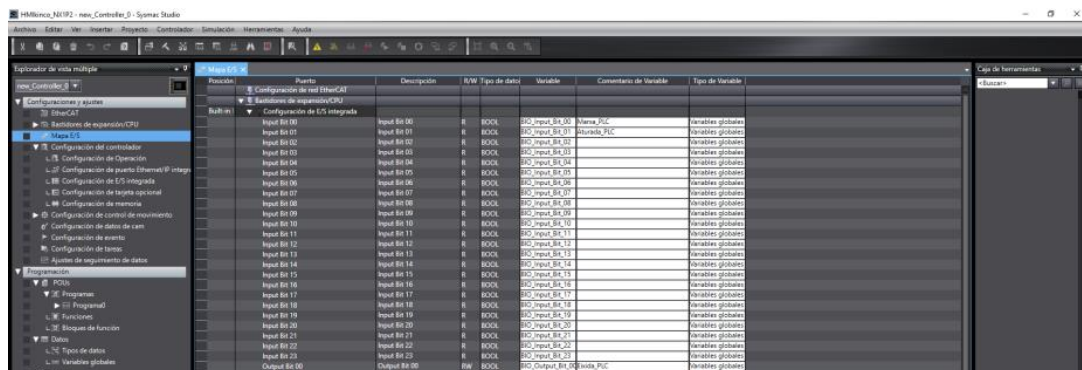 HMIkinco_NX1P2 - new_Controller_0 - Sysmac Studio
Archivo Editar Ver Insertar Proyecto Controlador Simulación Herramientas Ayuda
Explorador de vista múltiple
new_Controller_0
Configuraciones y ajustes
EtherCAT
Bastidores de expansión/CPU
Mapa E/S
Configuración del controlador
Configuración de Operación
Configuración de puerto Ethernet/IP integr
Configuración de E/S integrada
Configuración de tarjeta opcional
Configuración de memoria
Configuración de control de movimiento
Configuración de datos de cam
Configuración de evento
Configuración de tareas
Ajustes de seguimiento de datos
Programación
POUs
Programas
Programa0
Funciones
Bloques de función
Datos
Tipos de datos
Variables globales
Mapa E/S
Posición Puerto Descripción R/W Tipo de datos Variable Comentario de Variable Tipo de Variable
Configuración de red EtherCAT
Bastidores de expansión/CPU
Built-in Configuración de E/S integrada
Input Bit 00 Input Bit 00 R BOOL BIO_Input_Bit_00 Marxa_PLC Variables globales
Input Bit 01 Input Bit 01 R BOOL BIO_Input_Bit_01 Aturada_PLC Variables globales
Input Bit 02 Input Bit 02 R BOOL BIO_Input_Bit_02 Variables globales
Input Bit 03 Input Bit 03 R BOOL BIO_Input_Bit_03 Variables globales
Input Bit 04 Input Bit 04 R BOOL BIO_Input_Bit_04 Variables globales
Input Bit 05 Input Bit 05 R BOOL BIO_Input_Bit_05 Variables globales
Input Bit 06 Input Bit 06 R BOOL BIO_Input_Bit_06 Variables globales
Input Bit 07 Input Bit 07 R BOOL BIO_Input_Bit_07 Variables globales
Input Bit 08 Input Bit 08 R BOOL BIO_Input_Bit_08 Variables globales
Input Bit 09 Input Bit 09 R BOOL BIO_Input_Bit_09 Variables globales
Input Bit 10 Input Bit 10 R BOOL BIO_Input_Bit_10 Variables globales
Input Bit 11 Input Bit 11 R BOOL BIO_Input_Bit_11 Variables globales
Input Bit 12 Input Bit 12 R BOOL BIO_Input_Bit_12 Variables globales
Input Bit 13 Input Bit 13 R BOOL BIO_Input_Bit_13 Variables globales
Input Bit 14 Input Bit 14 R BOOL BIO_Input_Bit_14 Variables globales
Input Bit 15 Input Bit 15 R BOOL BIO_Input_Bit_15 Variables globales
Input Bit 16 Input Bit 16 R BOOL BIO_Input_Bit_16 Variables globales
Input Bit 17 Input Bit 17 R BOOL BIO_Input_Bit_17 Variables globales
Input Bit 18 Input Bit 18 R BOOL BIO_Input_Bit_18 Variables globales
Input Bit 19 Input Bit 19 R BOOL BIO_Input_Bit_19 Variables globales
Input Bit 20 Input Bit 20 R BOOL BIO_Input_Bit_20 Variables globales
Input Bit 21 Input Bit 21 R BOOL BIO_Input_Bit_21 Variables globales
Input Bit 22 Input Bit 22 R BOOL BIO_Input_Bit_22 Variables globales
Input Bit 23 Input Bit 23 R BOOL BIO_Input_Bit_23 Variables globales
Output Bit 00 Output Bit 00 RW BOOL BIO_Output_Bit_00 Eixida_PLC Variables globales
Caja de herramientas
<Buscar>